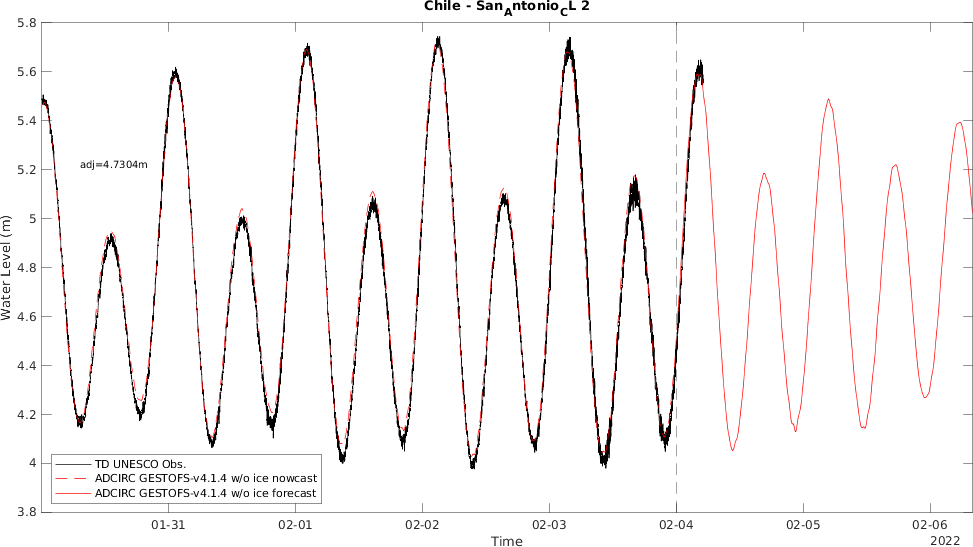 Chile - San_Antonio_CL 2
5.8
5.6
5.4
5.2
5
4.8
4.6
4.4
4.2
4
3.8
Water Level (m)
adj=4.7304m
TD UNESCO Obs.
ADCIRC GESTOFS-v4.1.4 w/o ice nowcast
ADCIRC GESTOFS-v4.1.4 w/o ice forecast
01-31
02-01
02-02
02-03
02-04
02-05
02-06
Time
2022